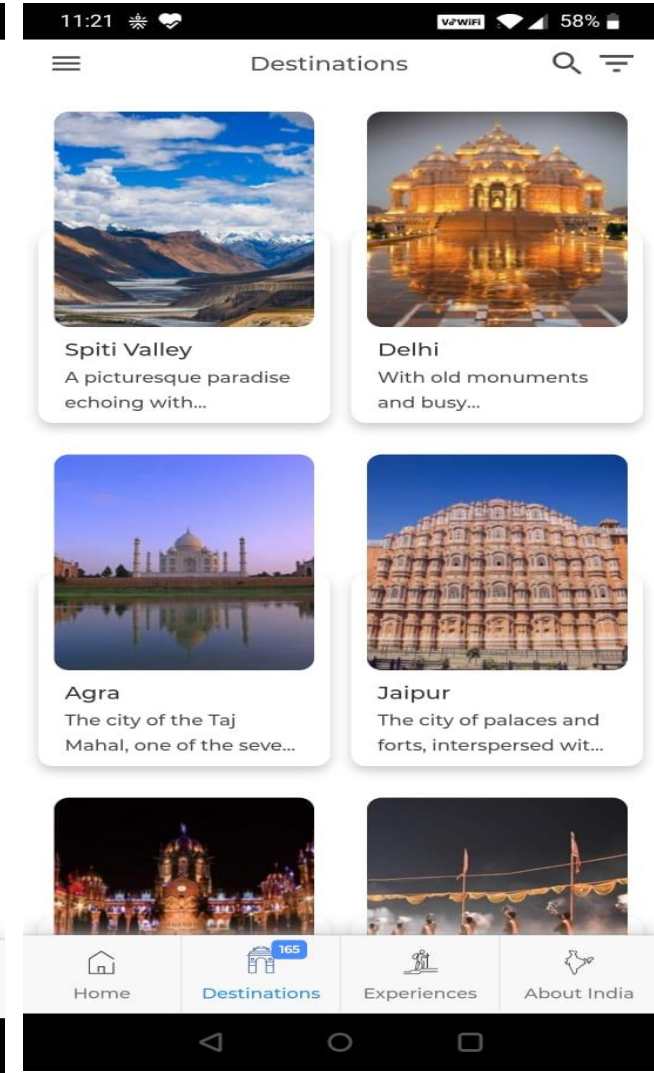 11:21
VoWiFi
58%
Destinations
Spiti Valley
A picturesque paradise
echoing with...
Delhi
With old monuments
and busy...
Agra
The city of the Taj
Mahal, one of the seve...
Jaipur
The city of palaces and
forts, interspersed wit...
165
Home
Destinations
Experiences
About India